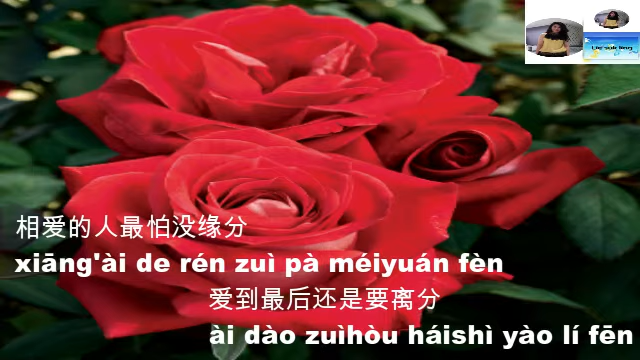 相爱的人最怕没缘分
xiāng'ài de rén zuì pà méiyuán fèn
爱到最后还是要离分
ài dào zuìhòu háishì yào lí fēn